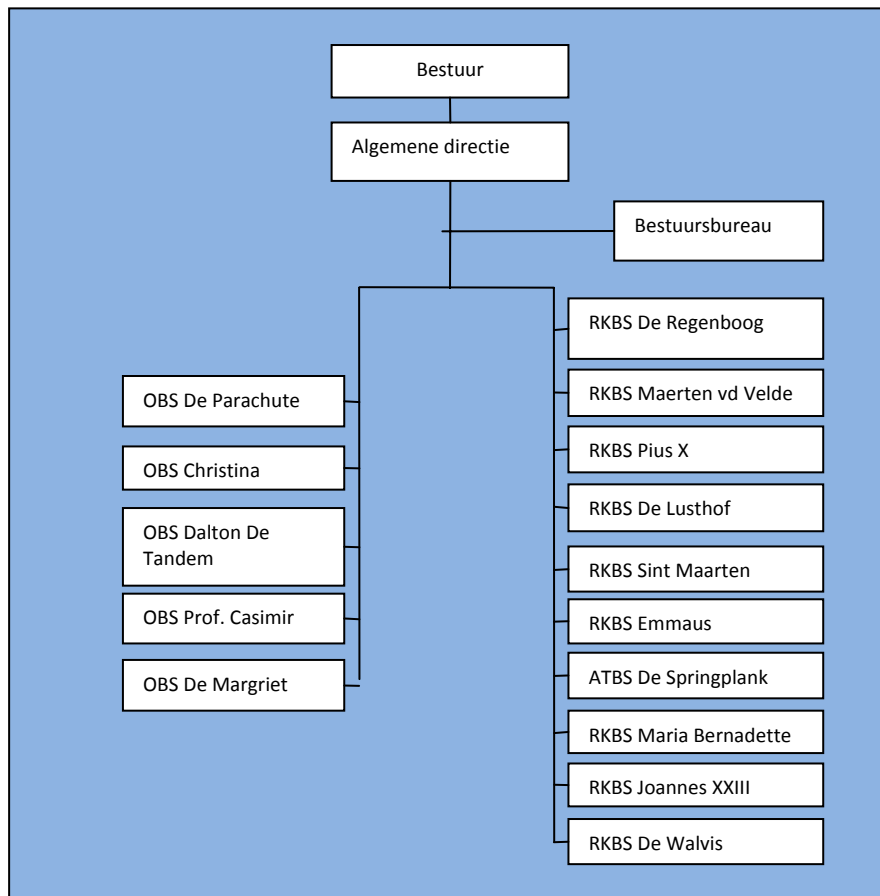 Bestuur
Algemene directie
Bestuursbureau
OBS De Parachute
OBS Christina
OBS Dalton De
Tandem
OBS Prof. Casimir
OBS De Margriet
RKBS De Regenboog
RKBS Maerten vd Velde
RKBS Pius X
RKBS De Lusthof
RKBS Sint Maarten
RKBS Emmaus
ATBS De Springplank
RKBS Maria Bernadette
RKBS Joannes XXIII
RKBS De Walvis